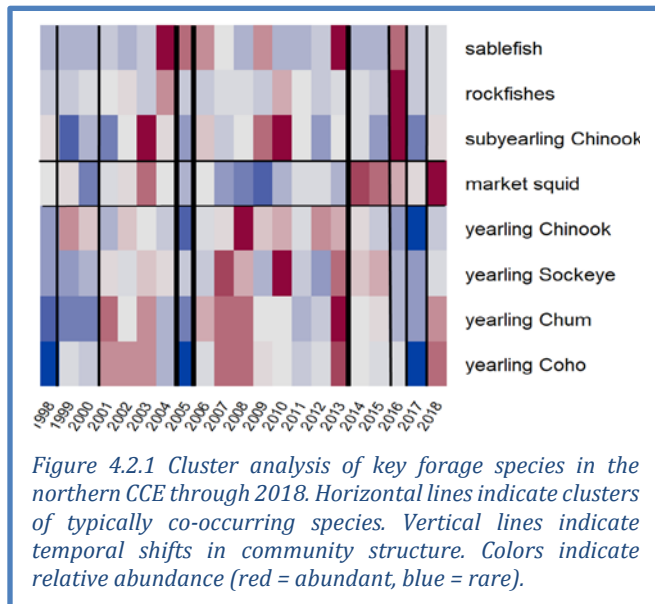 sablefish
rockfishes
subyearling Chinook
market squid
yearling Chinook
yearling Sockeye
yearling Chum
yearling Coho
1998 1999 2000 2001 2002 2003 2004 2005 2006 2007 2008 2009 2010 2011 2012 2013 2014 2015 2016 2017 2018
Figure 4.2.1 Cluster analysis of key forage species in the
northern CCE through 2018. Horizontal lines indicate clusters
of typically co-occurring species. Vertical lines indicate
temporal shifts in community structure. Colors indicate
relative abundance (red = abundant, blue = rare).